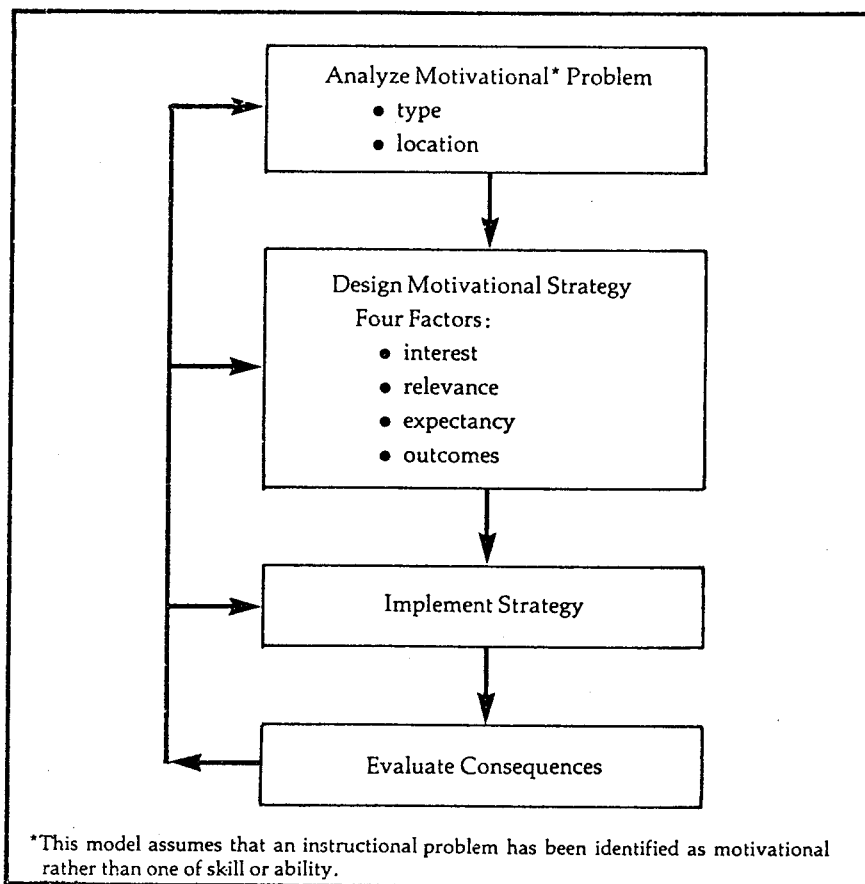 Analyze Motivational* Problem
• type
• location
Design Motivational Strategy
Four Factors:
• interest
• relevance
• expectancy
• outcomes
Implement Strategy
Evaluate Consequences
*This model assumes that an instructional problem has been identified as motivational
rather than one of skill or ability.